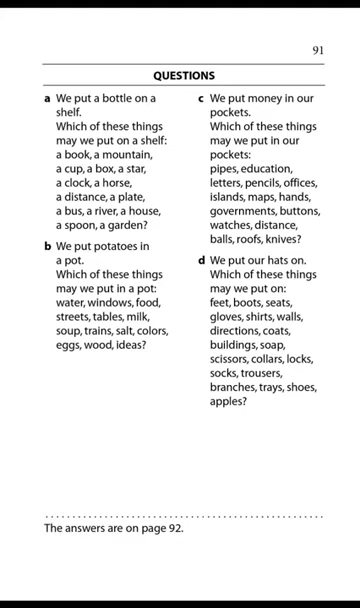 91
QUESTIONS
a We put a bottle on a
shelf.
Which of these things
may we put on a shelf:
a book, a mountain,
a cup, a box, a star,
a clock, a horse,
a distance, a plate,
a bus, a river, a house,
a spoon, a garden?
b We put potatoes in
a pot.
Which of these things
may we put in a pot:
water, windows, food,
streets, tables, milk,
soup, trains, salt, colors,
eggs, wood, ideas?
c We put money in our
pockets.
Which of these things
may we put in our
pockets:
pipes, education,
letters, pencils, offices,
islands, maps, hands,
governments, buttons,
watches, distance,
balls, roofs, knives?
d We put our hats on.
Which of these things
may we put on:
feet, boots, seats,
gloves, shirts, walls,
directions, coats,
buildings, soap,
scissors, collars, locks,
socks, trousers,
branches, trays, shoes,
apples?
The answers are on page 92.